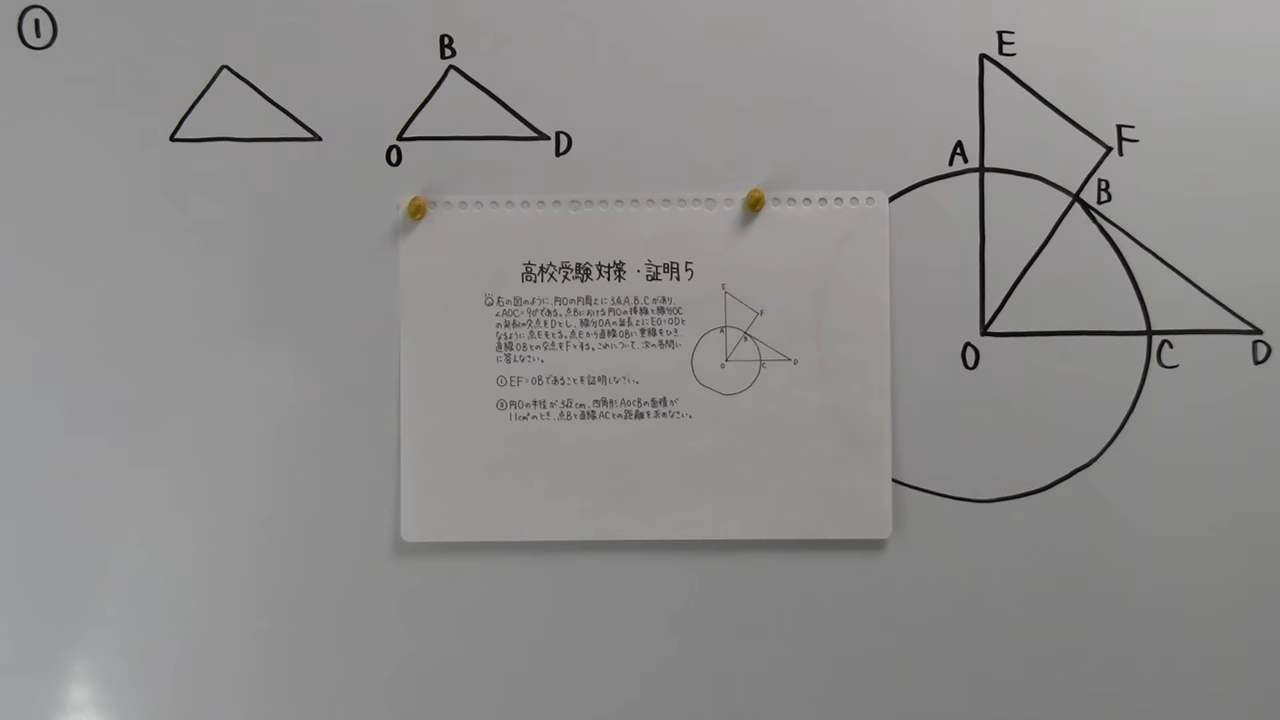 ①
B
O
D
E
F
A
B
O
C
D
高校受験対策・証明5
右の図のように、円Oの円周上に3点A,B,Cがあり、
∠AOC=90°である。点Bにおける円Oの接線と線分OC
の延長の交点をDとし、線分OAの延長上にEO=ODと
なるように点Eをとる。点Eから直線OBに垂線をひき、
直線OBとの交点をFとする。これについて、次の各問い
に答えなさい。
①EF=OBであることを証明しなさい。
②円Oの半径が3√2cm、四角形AOCBの面積が
11cm²のとき、点Bと直線ACとの距離を求めなさい。
E
F
A
B
O
C
D